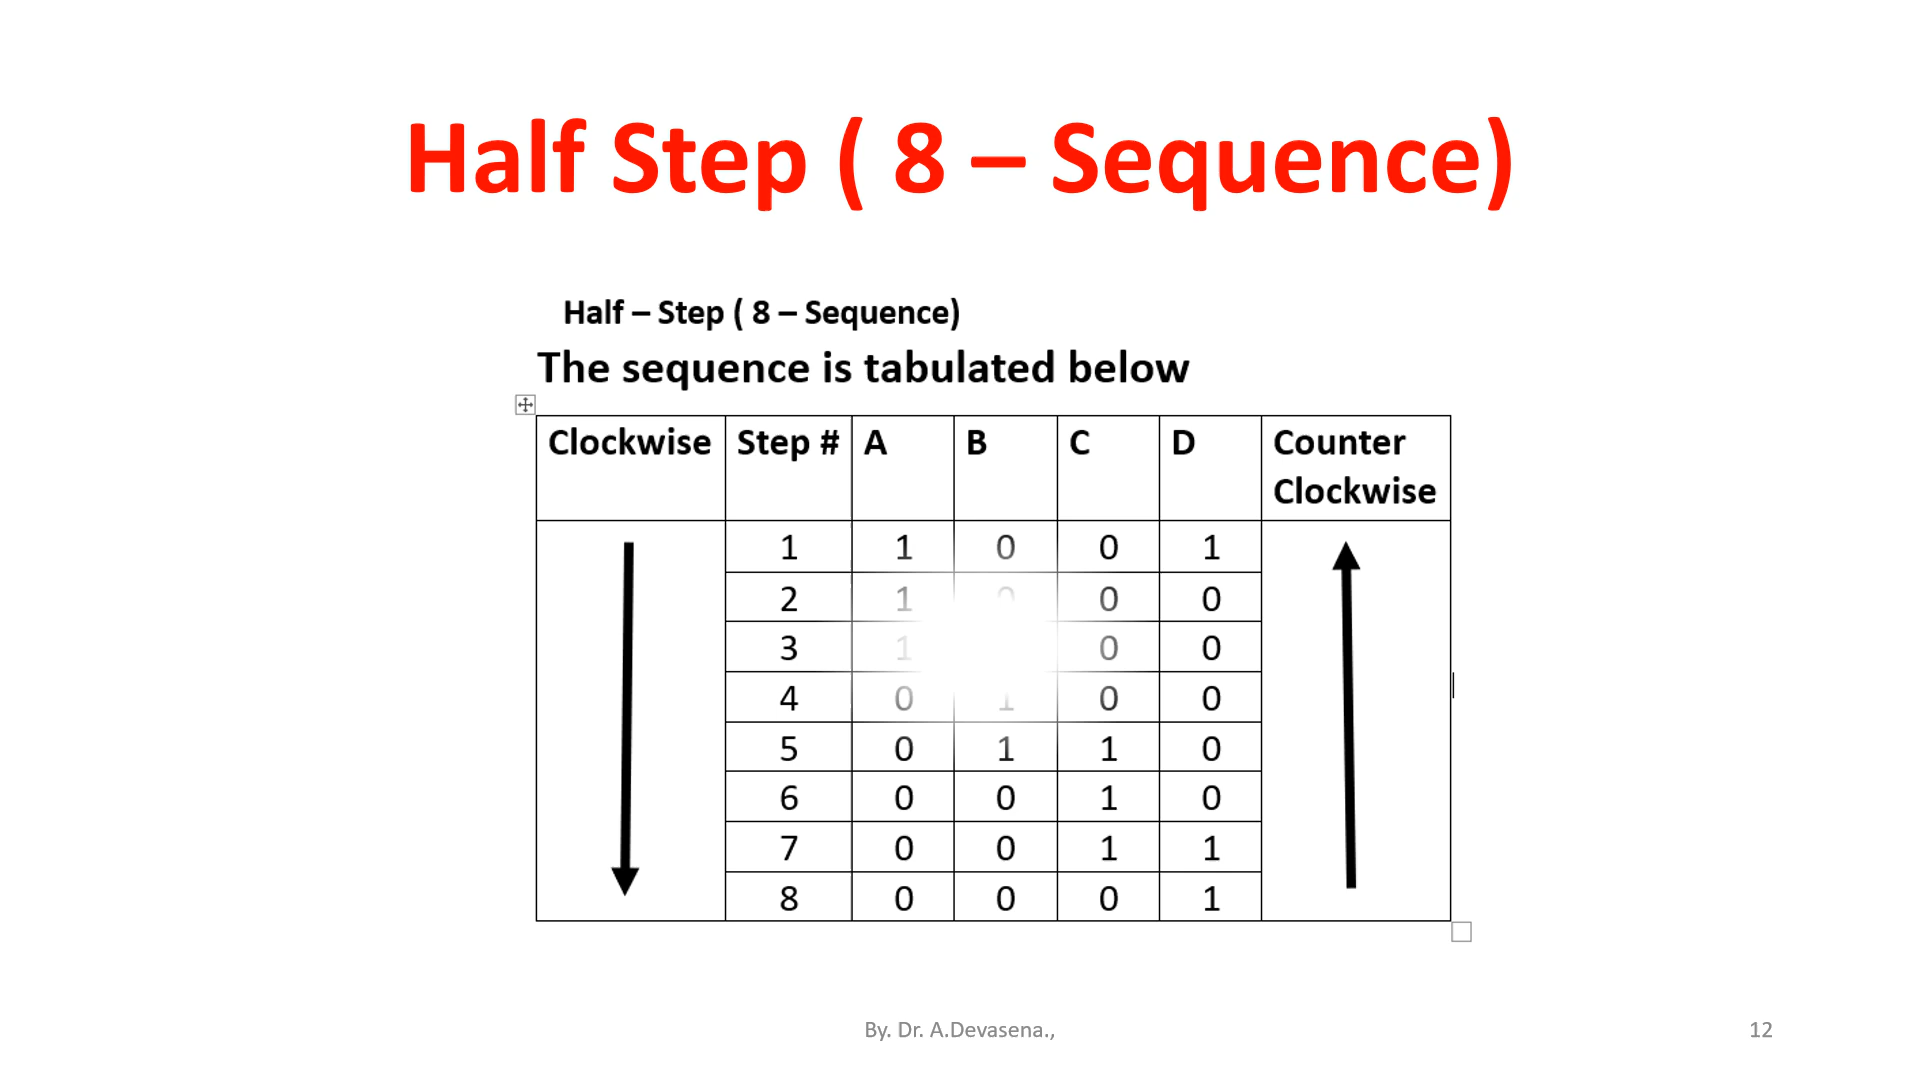 Half Step ( 8 – Sequence)
Half – Step ( 8 – Sequence)
The sequence is tabulated below
Clockwise Step # A B C D Counter Clockwise
1 1 0 0 1
2 1 0 0
3 1 0 0
4 0 1 0 0
5 0 1 1 0
6 0 0 1 0
7 0 0 1 1
8 0 0 0 1
By. Dr. A.Devasena.,
12